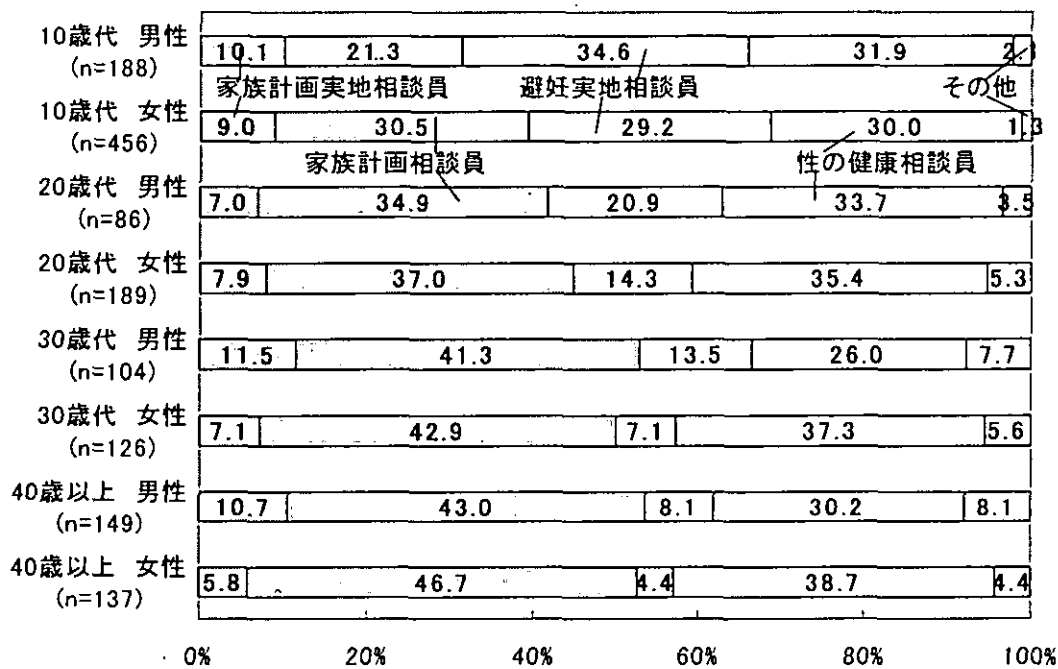 10歳代 男性
(n=188)
10.1 21.3 34.6 31.9
家族計画実地相談員 避妊実地相談員 その他
10歳代 女性
(n=456)
9.0 30.5 29.2 30.0 1.3
家族計画相談員 性の健康相談員
20歳代 男性
(n=86)
7.0 34.9 20.9 33.7 3.5
20歳代 女性
(n=189)
7.9 37.0 14.3 35.4 5.3
30歳代 男性
(n=104)
11.5 41.3 13.5 26.0 7.7
30歳代 女性
(n=126)
7.1 42.9 7.1 37.3 5.6
40歳以上 男性
(n=149)
10.7 43.0 8.1 30.2 8.1
40歳以上 女性
(n=137)
5.8 46.7 4.4 38.7 4.4
0% 20% 40% 60% 80% 100%